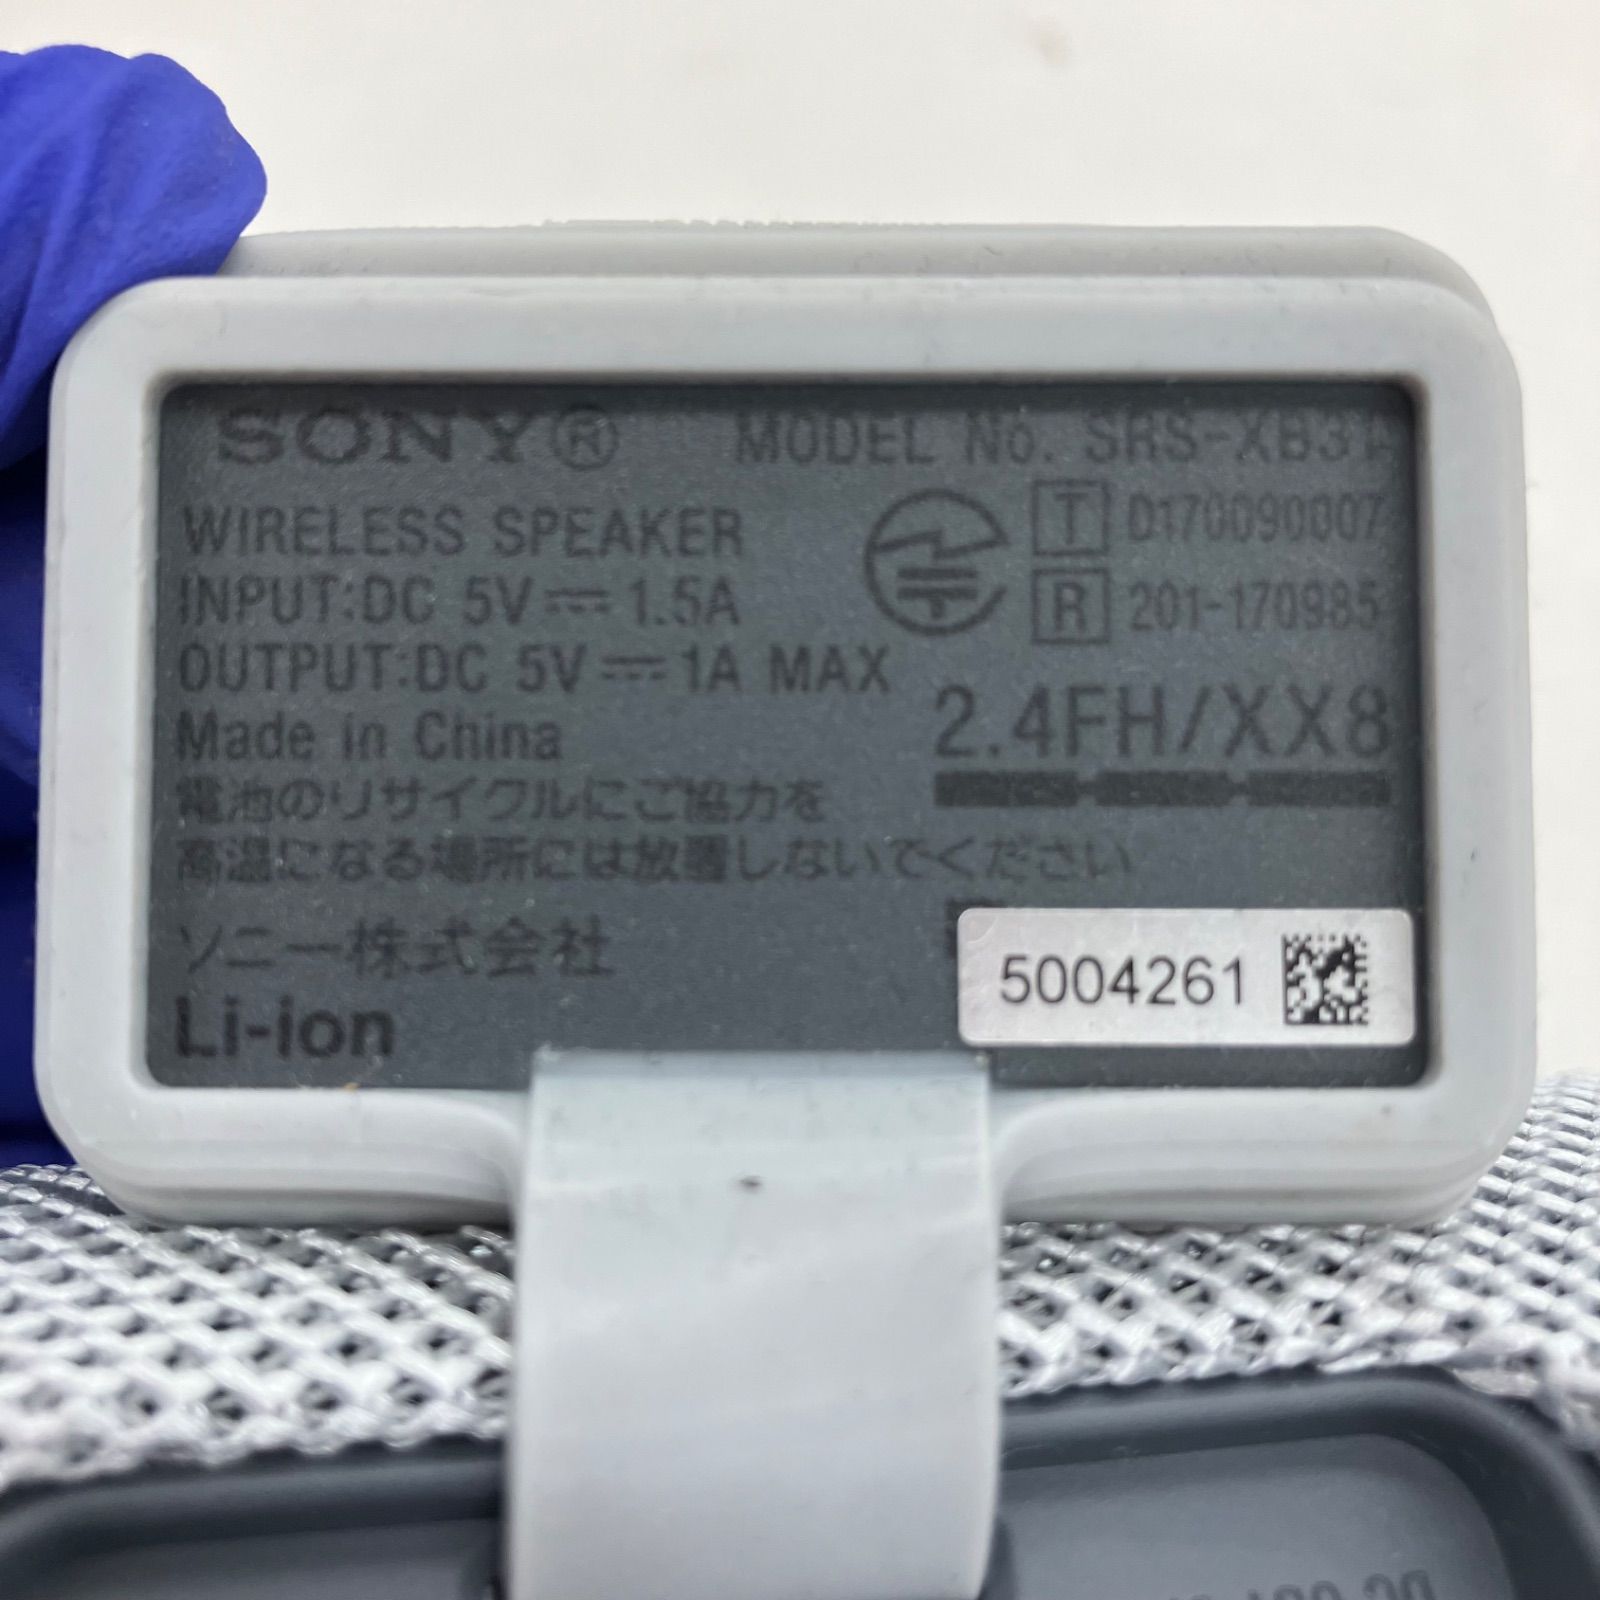 SONY® MODEL No. SRS-XB31
WIRELESS SPEAKER
T D170090007
INPUT:DC 5V⎓1.5A
R 201-170985
OUTPUT:DC 5V⎓1A MAX
2.4FH/XX8
Made in China
電池のリサイクルにご協力を
高温になる場所には放置しないでください
ソニー株式会社
5004261
Li-ion